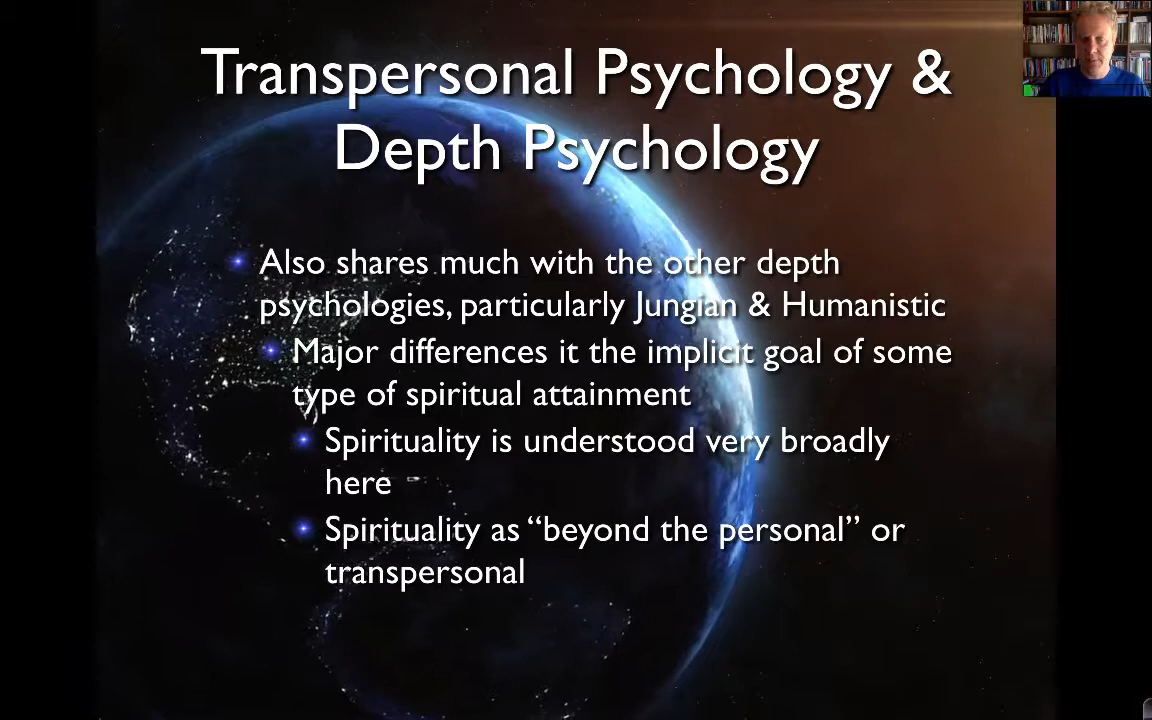 Transpersonal Psychology &
Depth Psychology
Also shares much with the other depth
psychologies, particularly Jungian & Humanistic
Major differences it the implicit goal of some
type of spiritual attainment
Spirituality is understood very broadly
here
Spirituality as “beyond the personal” or
transpersonal